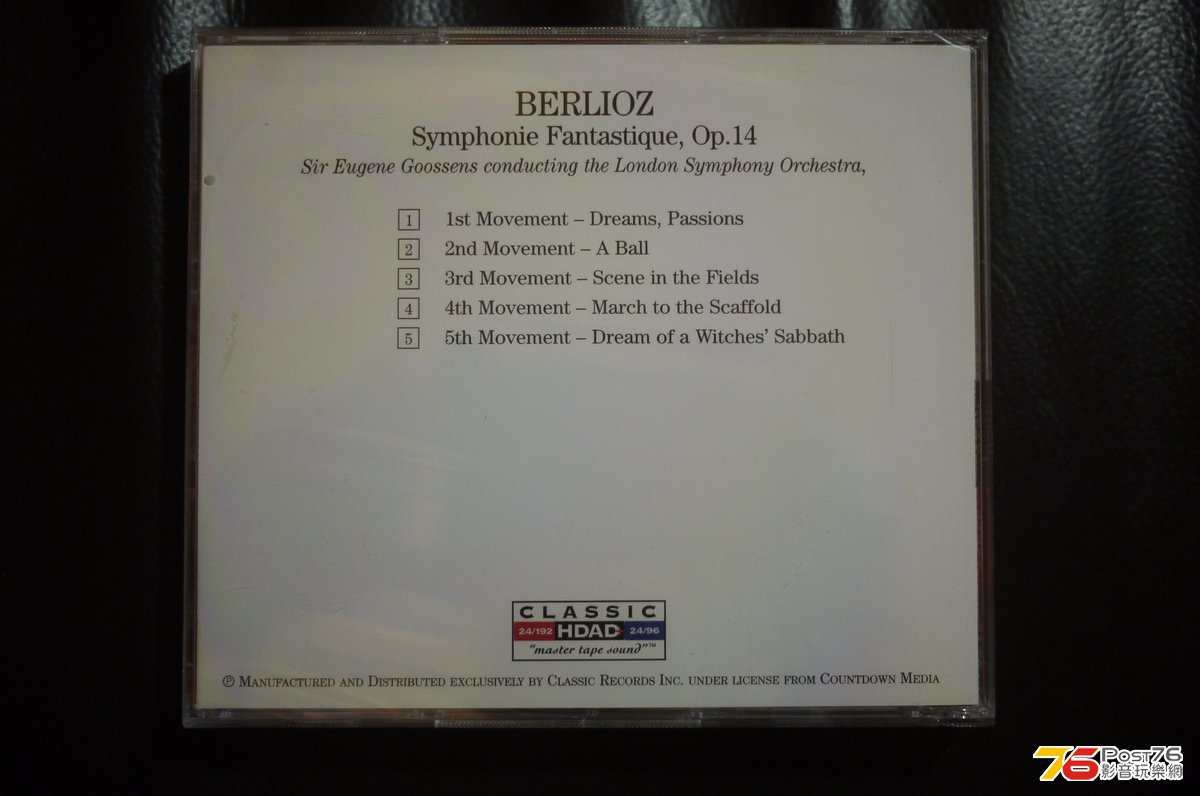 BERLIOZ
Symphonie Fantastique, Op.14
Sir Eugene Goossens conducting the London Symphony Orchestra,
1 1st Movement – Dreams, Passions
2 2nd Movement – A Ball
3 3rd Movement – Scene in the Fields
4 4th Movement – March to the Scaffold
5 5th Movement – Dream of a Witches’ Sabbath
CLASSIC
24/192 HDAD 24/96
“master tape sound”™
℗ Manufactured and Distributed exclusively by Classic Records Inc. under license from Countdown Media
76 Post76
影音玩樂網